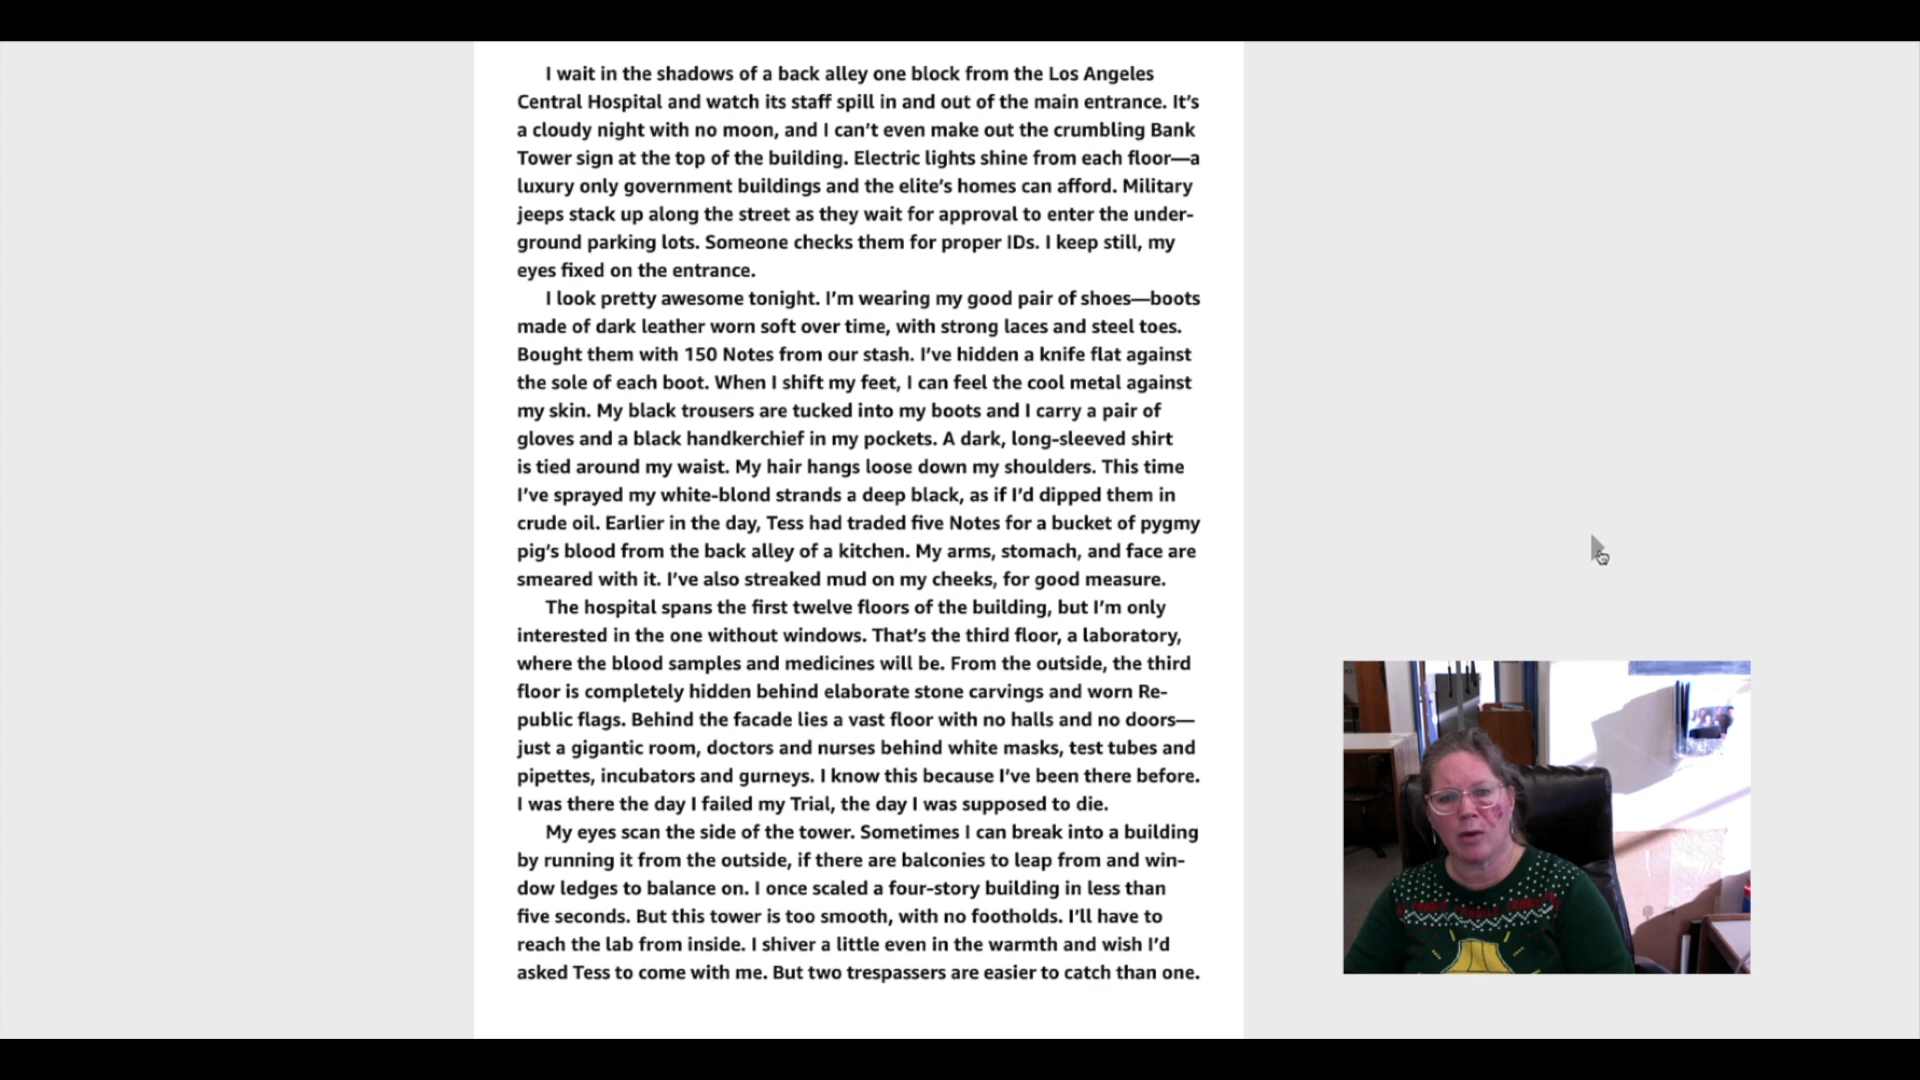 I wait in the shadows of a back alley one block from the Los Angeles
Central Hospital and watch its staff spill in and out of the main entrance. It’s
a cloudy night with no moon, and I can’t even make out the crumbling Bank
Tower sign at the top of the building. Electric lights shine from each floor—a
luxury only government buildings and the elite’s homes can afford. Military
jeeps stack up along the street as they wait for approval to enter the under-
ground parking lots. Someone checks them for proper IDs. I keep still, my
eyes fixed on the entrance.
I look pretty awesome tonight. I’m wearing my good pair of shoes—boots
made of dark leather worn soft over time, with strong laces and steel toes.
Bought them with 150 Notes from our stash. I’ve hidden a knife flat against
the sole of each boot. When I shift my feet, I can feel the cool metal against
my skin. My black trousers are tucked into my boots and I carry a pair of
gloves and a black handkerchief in my pockets. A dark, long-sleeved shirt
is tied around my waist. My hair hangs loose down my shoulders. This time
I’ve sprayed my white-blond strands a deep black, as if I’d dipped them in
crude oil. Earlier in the day, Tess had traded five Notes for a bucket of pygmy
pig’s blood from the back alley of a kitchen. My arms, stomach, and face are
smeared with it. I’ve also streaked mud on my cheeks, for good measure.
The hospital spans the first twelve floors of the building, but I’m only
interested in the one without windows. That’s the third floor, a laboratory,
where the blood samples and medicines will be. From the outside, the third
floor is completely hidden behind elaborate stone carvings and worn Re-
public flags. Behind the facade lies a vast floor with no halls and no doors—
just a gigantic room, doctors and nurses behind white masks, test tubes and
pipettes, incubators and gurneys. I know this because I’ve been there before.
I was there the day I failed my Trial, the day I was supposed to die.
My eyes scan the side of the tower. Sometimes I can break into a building
by running it from the outside, if there are balconies to leap from and win-
dow ledges to balance on. I once scaled a four-story building in less than
five seconds. But this tower is too smooth, with no footholds. I’ll have to
reach the lab from inside. I shiver a little even in the warmth and wish I’d
asked Tess to come with me. But two trespassers are easier to catch than one.